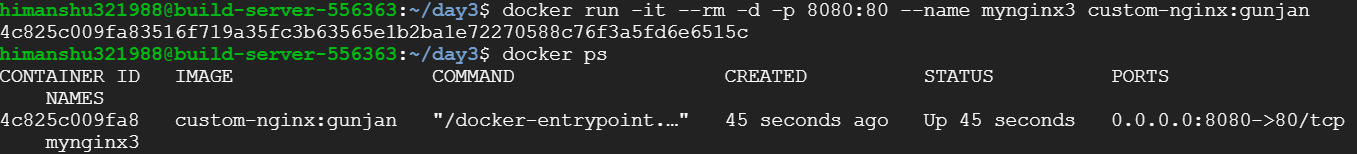 himanshu321988@build-server-556363:~/day3$ docker run -it --rm -d -p 8080:80 --name mynginx3 custom-nginx:gunjan
4c825c009fa83516f719a35fc3b63565e1b2ba1e72270588c76f3a5fd6e6515c
himanshu321988@build-server-556363:~/day3$ docker ps
CONTAINER ID   IMAGE                 COMMAND                  CREATED          STATUS          PORTS
    NAMES
4c825c009fa8   custom-nginx:gunjan   "/docker-entrypoint.…"   45 seconds ago   Up 45 seconds   0.0.0.0:8080->80/tcp
    mynginx3